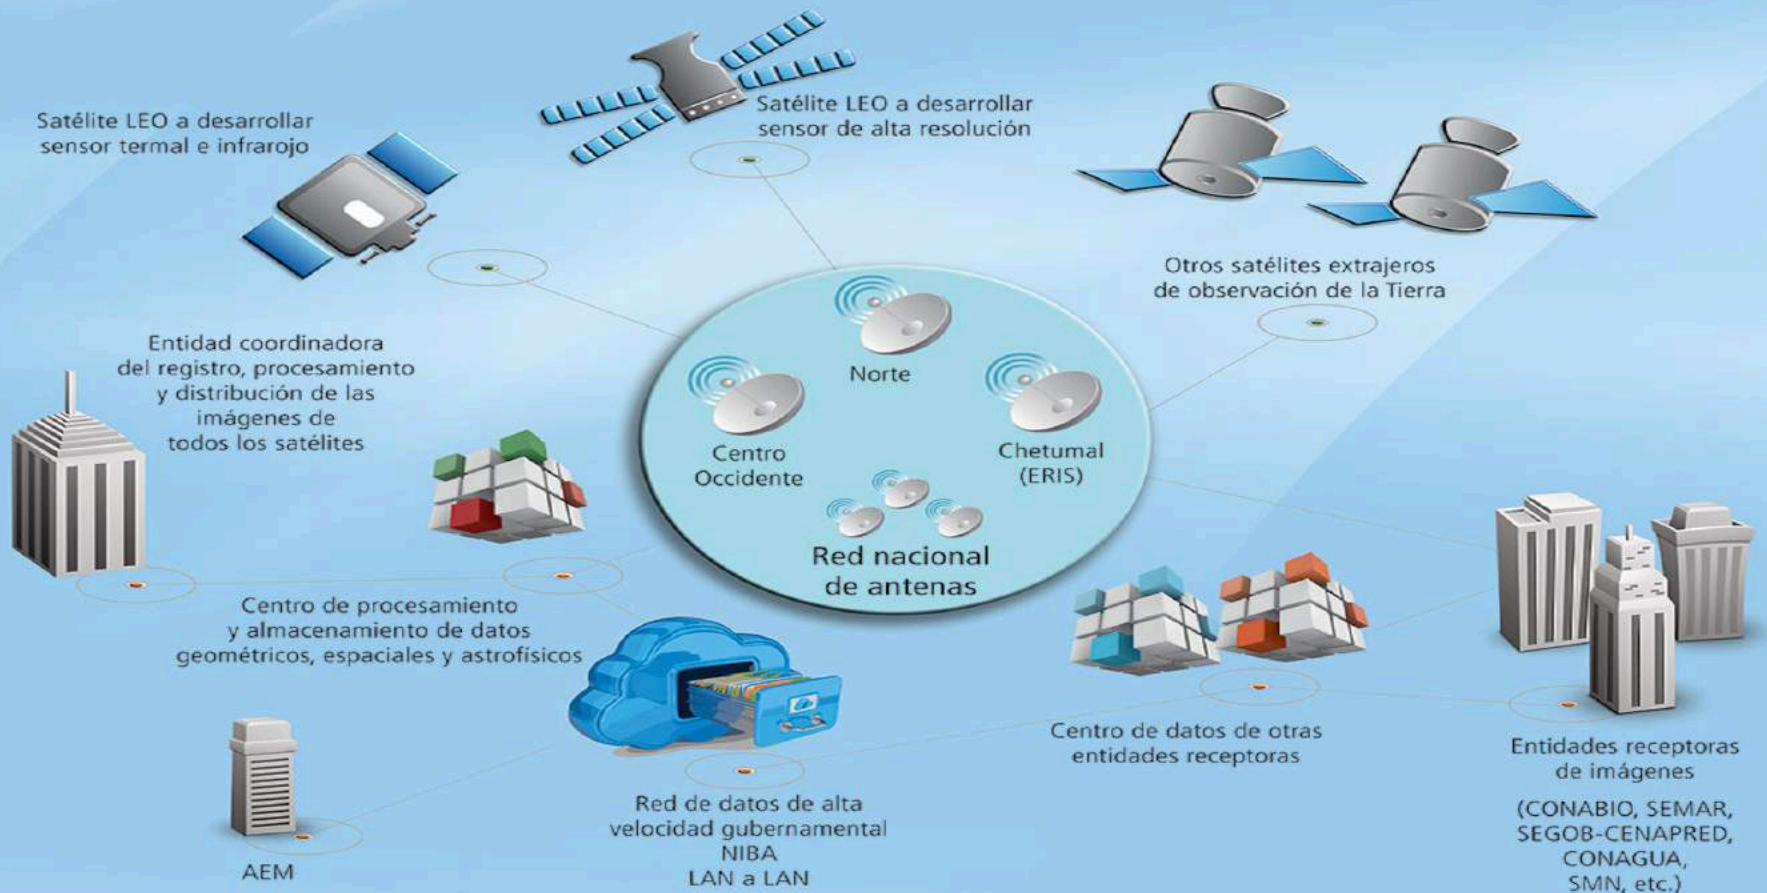 Satélite LEO a desarrollar
sensor termal e infrarojo
Satélite LEO a desarrollar
sensor de alta resolución
Otros satélites extrajeros
de observación de la Tierra
Entidad coordinadora
del registro, procesamiento
y distribución de las
imágenes de
todos los satélites
Norte
Centro
Occidente
Chetumal
(ERIS)
Red nacional
de antenas
Centro de procesamiento
y almacenamiento de datos
geométricos, espaciales y astrofísicos
AEM
Red de datos de alta
velocidad gubernamental
NIBA
LAN a LAN
Centro de datos de otras
entidades receptoras
Entidades receptoras
de imágenes
(CONABIO, SEMAR,
SEGOB-CENAPRED,
CONAGUA,
SMN, etc.)